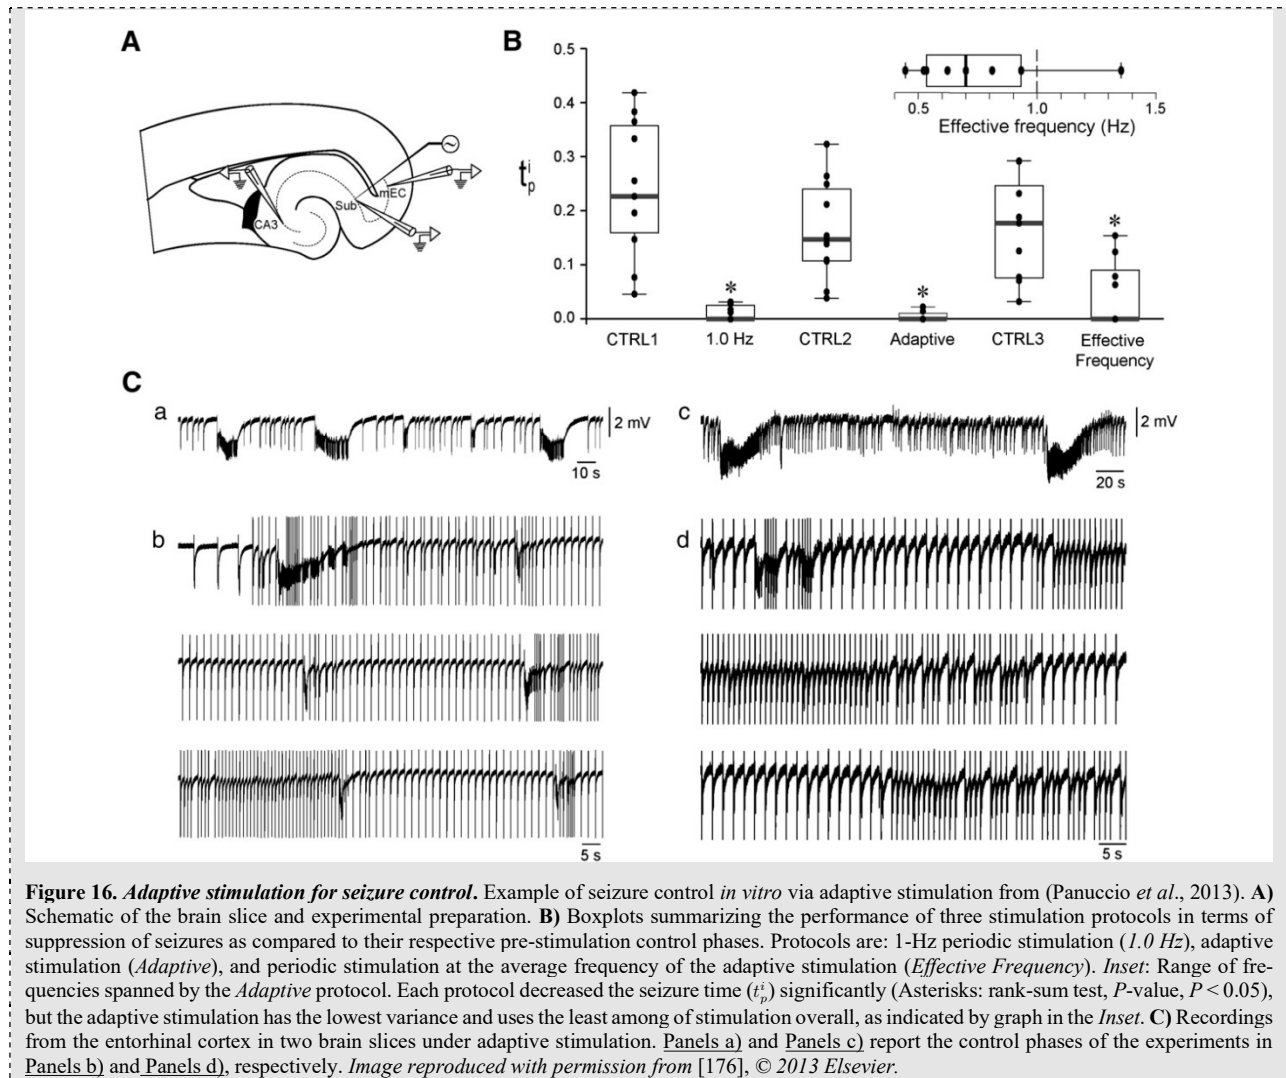 A
B
0.5
0.4
0.3
0.2
0.1
0.0
t_p^i
CTRL1
1.0 Hz
*
CTRL2
Adaptive
*
CTRL3
Effective
Frequency
*
0.5
1.0
1.5
Effective frequency (Hz)
CA3
Sub
mEC
C
a
2 mV
10 s
b
5 s
c
2 mV
20 s
d
5 s
Figure 16. Adaptive stimulation for seizure control. Example of seizure control in vitro via adaptive stimulation from (Panuccio et al., 2013). A)
Schematic of the brain slice and experimental preparation. B) Boxplots summarizing the performance of three stimulation protocols in terms of
suppression of seizures as compared to their respective pre-stimulation control phases. Protocols are: 1-Hz periodic stimulation (1.0 Hz), adaptive
stimulation (Adaptive), and periodic stimulation at the average frequency of the adaptive stimulation (Effective Frequency). Inset: Range of fre-
quencies spanned by the Adaptive protocol. Each protocol decreased the seizure time (t_p^i) significantly (Asterisks: rank-sum test, P-value, P < 0.05),
but the adaptive stimulation has the lowest variance and uses the least among of stimulation overall, as indicated by graph in the Inset. C) Recordings
from the entorhinal cortex in two brain slices under adaptive stimulation. Panels a) and Panels c) report the control phases of the experiments in
Panels b) and Panels d), respectively. Image reproduced with permission from [176], © 2013 Elsevier.